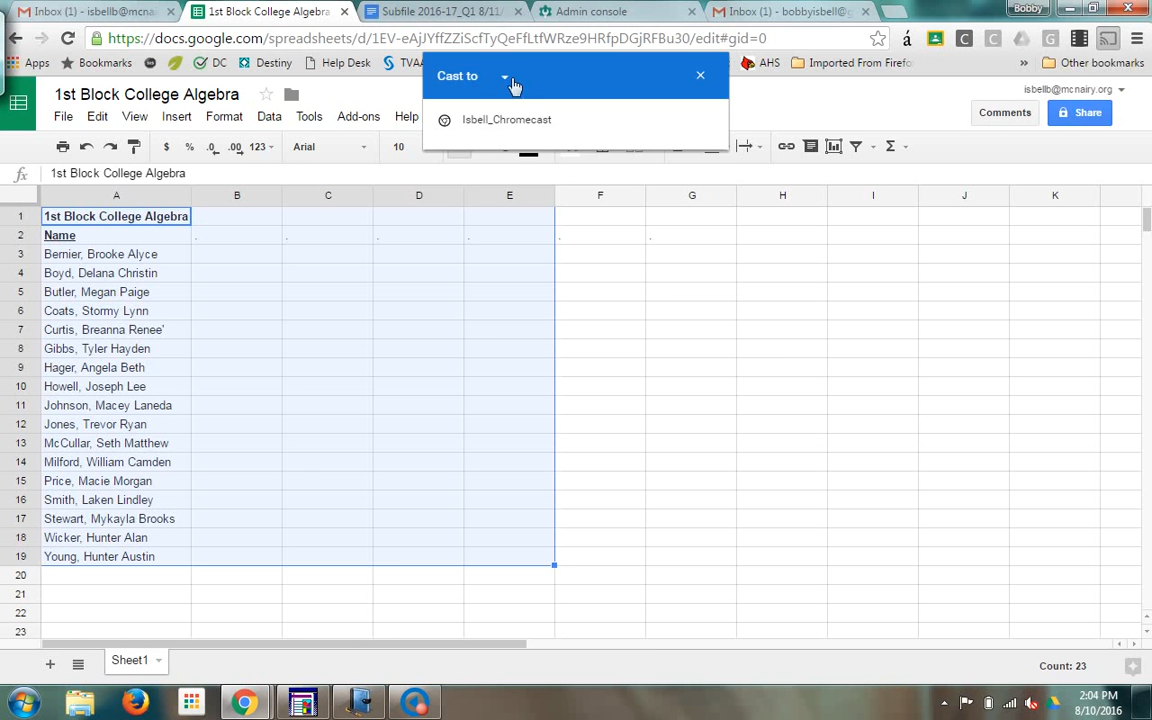 Inbox (1) - isbellb@mcna
1st Block College Algebra
Subfile 2016-17_Q1 8/11/
Admin console
Inbox (1) - bobbyisbell@g
Bobby
https://docs.google.com/spreadsheets/d/1EV-eAjJYffZZiScfTyQeFfLtfWRze9HRfpDGjRFBu30/edit#gid=0
Apps
Bookmarks
DC
Destiny
Help Desk
TVAA
AHS
Imported From Firefo
Other bookmarks
1st Block College Algebra
isbellb@mcnairy.org
File Edit View Insert Format Data Tools Add-ons Help
Comments
Share
Cast to
Isbell_Chromecast
$ % .0 .00 123 Arial 10
fx 1st Block College Algebra
A B C D E F G H I J K
1 1st Block College Algebra
2 Name . . . . . .
3 Bernier, Brooke Alyce
4 Boyd, Delana Christin
5 Butler, Megan Paige
6 Coats, Stormy Lynn
7 Curtis, Breanna Renee'
8 Gibbs, Tyler Hayden
9 Hager, Angela Beth
10 Howell, Joseph Lee
11 Johnson, Macey Laneda
12 Jones, Trevor Ryan
13 McCullar, Seth Matthew
14 Milford, William Camden
15 Price, Macie Morgan
16 Smith, Laken Lindley
17 Stewart, Mykayla Brooks
18 Wicker, Hunter Alan
19 Young, Hunter Austin
20
21
22
23
Sheet1
Count: 23
2:04 PM
8/10/2016